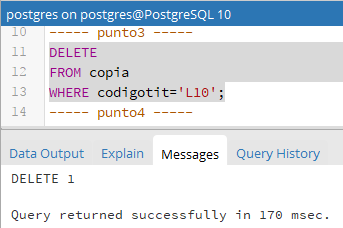 postgres on postgres@PostgreSQL 10
10 ----- punto3 -----
11 DELETE
12 FROM copia
13 WHERE codigotit='L10';
14 ----- punto4 -----
Data Output Explain Messages Query History
DELETE 1
Query returned successfully in 170 msec.